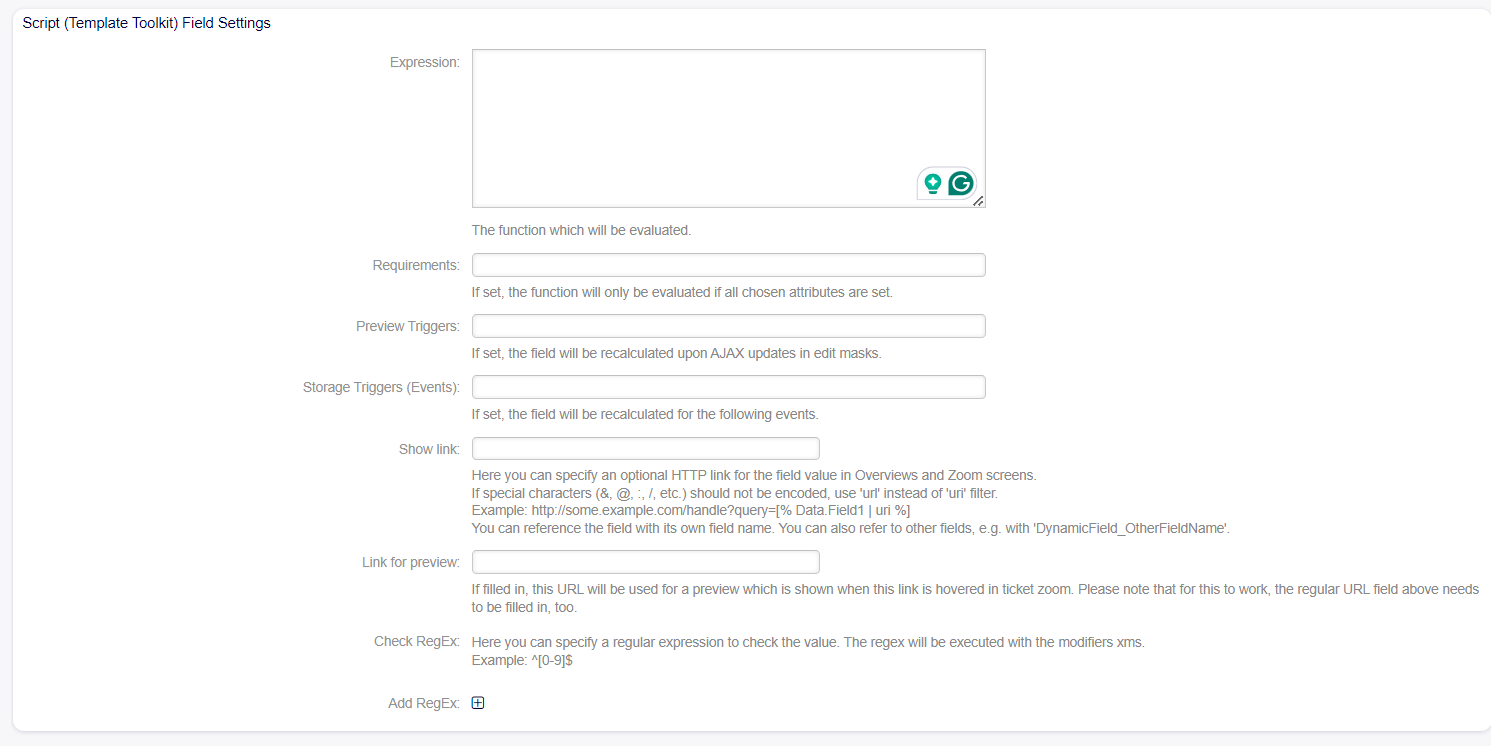 Script (Template Toolkit) Field Settings
Expression:
The function which will be evaluated.
Requirements:
If set, the function will only be evaluated if all chosen attributes are set.
Preview Triggers:
If set, the field will be recalculated upon AJAX updates in edit masks.
Storage Triggers (Events):
If set, the field will be recalculated for the following events.
Show link:
Here you can specify an optional HTTP link for the field value in Overviews and Zoom screens.
If special characters (&, @, :, /, etc.) should not be encoded, use 'url' instead of 'uri' filter.
Example: http://some.example.com/handle?query=[% Data.Field1 | uri %]
You can reference the field with its own field name. You can also refer to other fields, e.g. with 'DynamicField_OtherFieldName'.
Link for preview:
If filled in, this URL will be used for a preview which is shown when this link is hovered in ticket zoom. Please note that for this to work, the regular URL field above needs
to be filled in, too.
Check RegEx:
Here you can specify a regular expression to check the value. The regex will be executed with the modifiers xms.
Example: ^[0-9]$
Add RegEx: